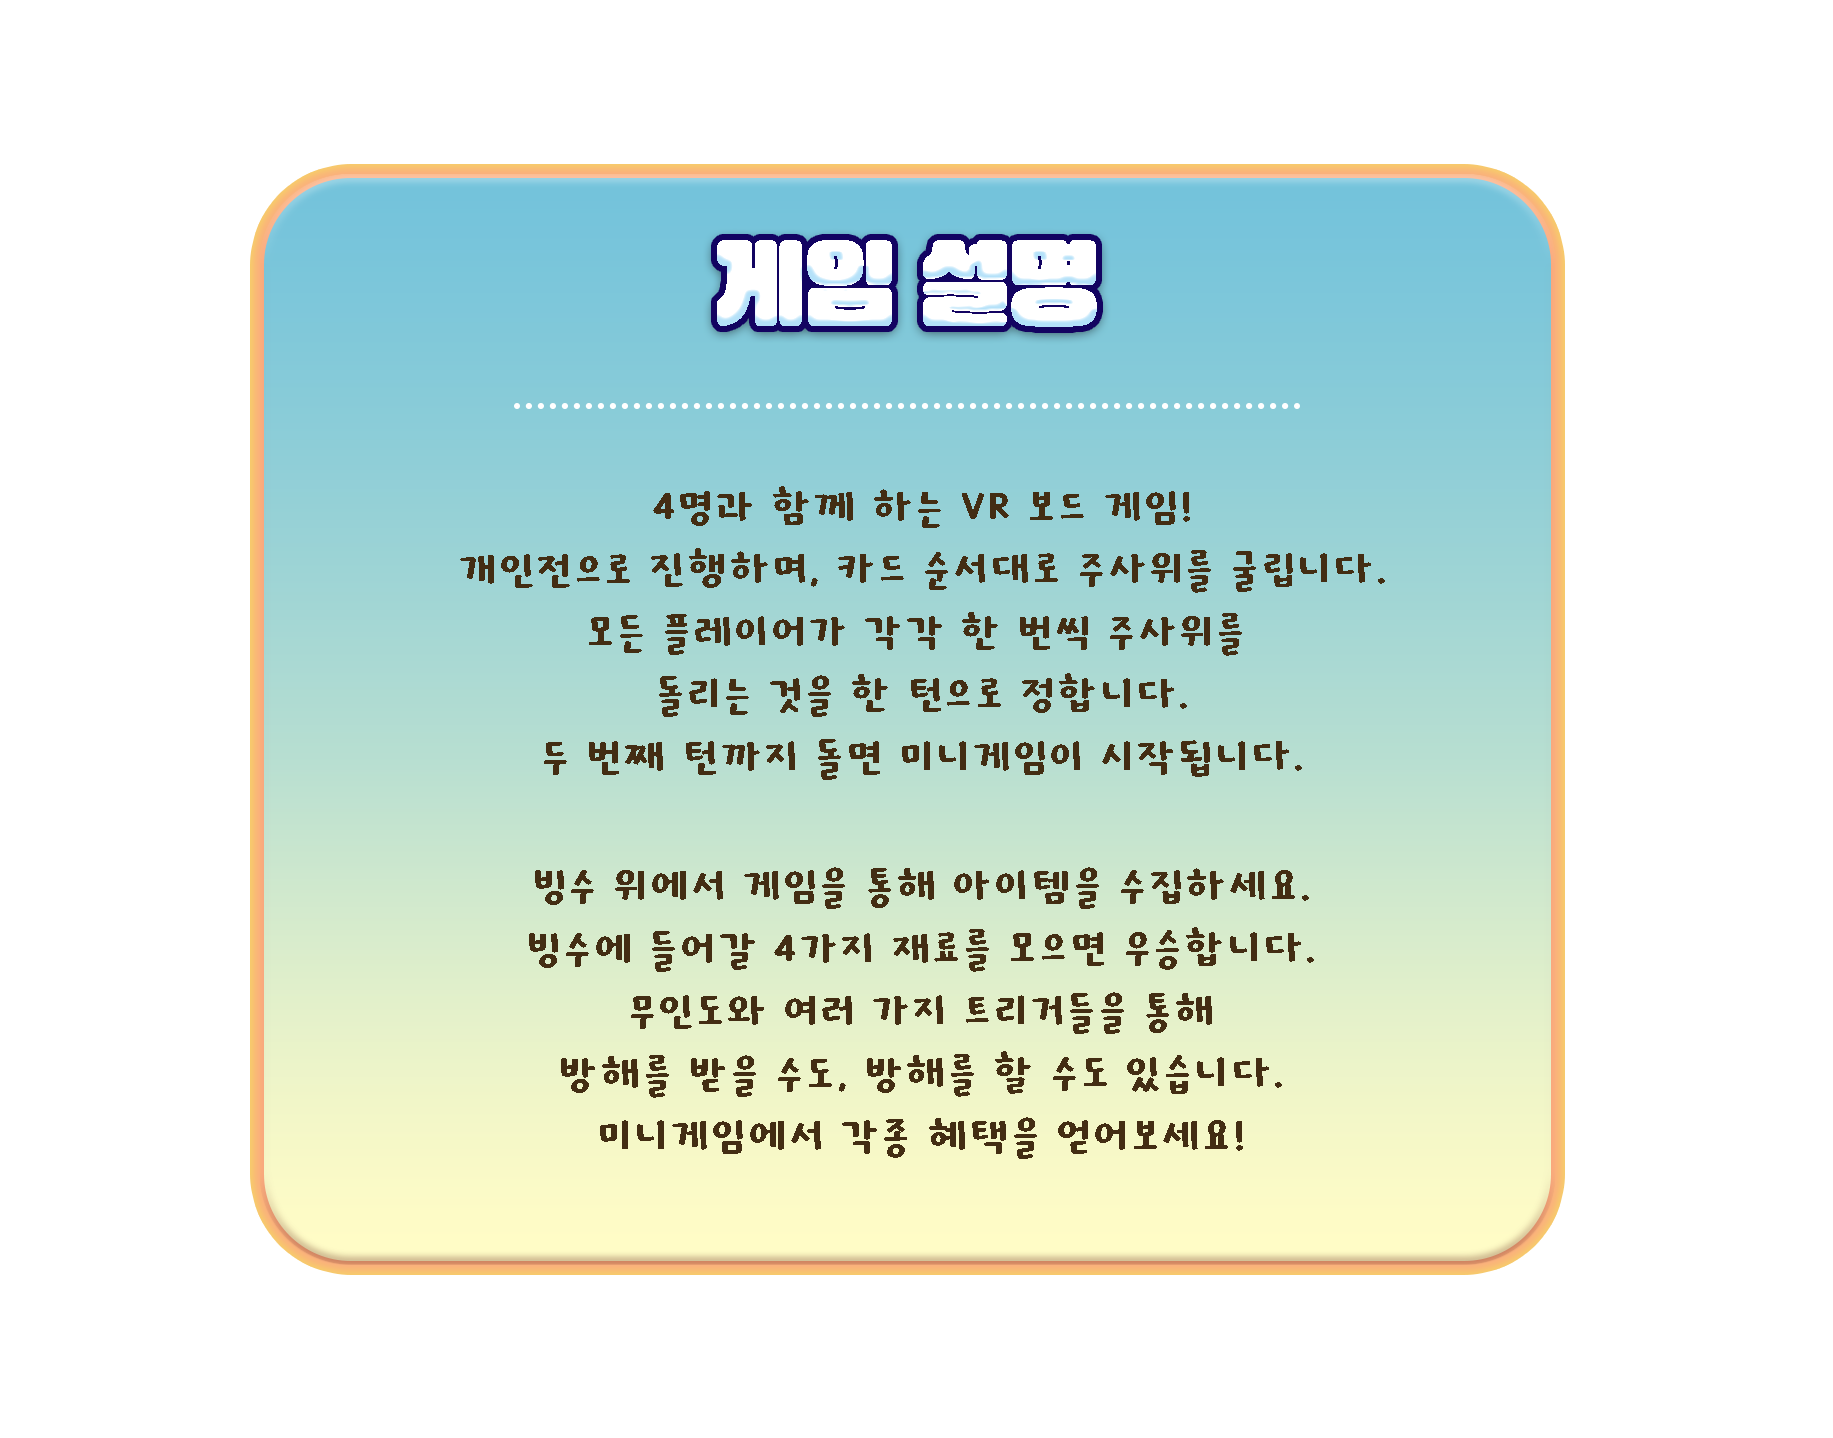 게임 설명
4명과 함께 하는 VR 보드 게임!
개인전으로 진행하며, 카드 순서대로 주사위를 굴립니다.
모든 플레이어가 각각 한 번씩 주사위를
돌리는 것을 한 턴으로 정합니다.
두 번째 턴까지 돌면 미니게임이 시작됩니다.
빙수 위에서 게임을 통해 아이템을 수집하세요.
빙수에 들어갈 4가지 재료를 모으면 우승합니다.
무인도와 여러 가지 트리거들을 통해
방해를 받을 수도, 방해를 할 수도 있습니다.
미니게임에서 각종 혜택을 얻어보세요!